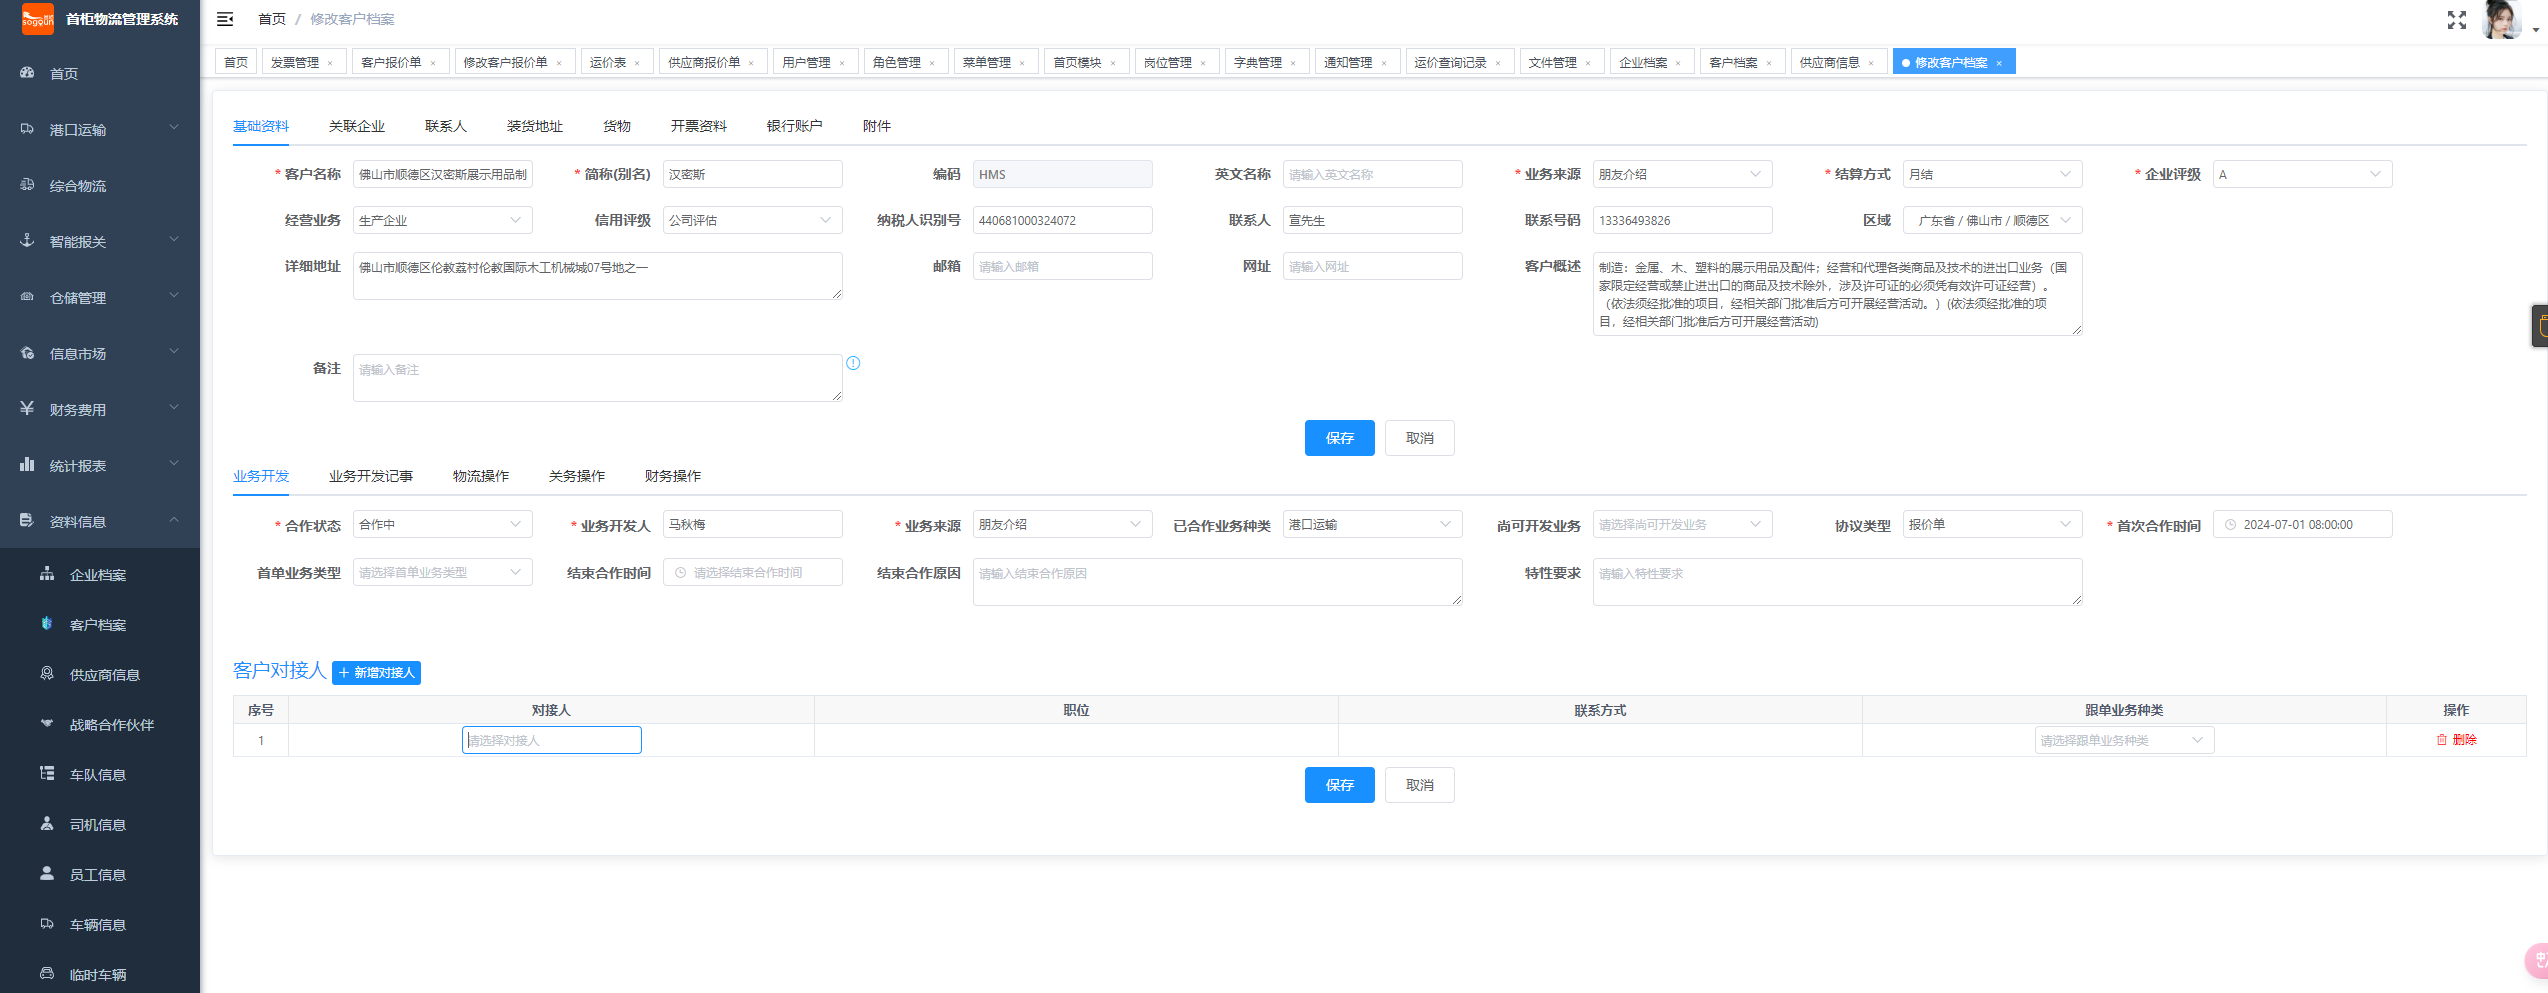 sogoun 首柜物流管理系统
首页 / 修改客户档案
首页 发票管理 × 客户报价单 × 修改客户报价单 × 运价表 × 供应商报价单 × 用户管理 × 角色管理 × 菜单管理 × 首页模块 × 岗位管理 × 字典管理 × 通知管理 × 运价查询记录 × 文件管理 × 企业档案 × 客户档案 × 供应商信息 × 修改客户档案 ×
首页
港口运输
综合物流
智能报关
仓储管理
信息市场
财务费用
统计报表
资料信息
企业档案
客户档案
供应商信息
战略合作伙伴
车队信息
司机信息
员工信息
车辆信息
临时车辆
基础资料 关联企业 联系人 装货地址 货物 开票资料 银行账户 附件
* 客户名称 佛山市顺德区汉密斯展示用品制 * 简称(别名) 汉密斯 编码 HMS 英文名称 请输入英文名称 * 业务来源 朋友介绍 * 结算方式 月结 * 企业评级 A
经营业务 生产企业 信用评级 公司评估 纳税人识别号 440681000324072 联系人 宣先生 联系号码 13336493826 区域 广东省 / 佛山市 / 顺德区
详细地址 佛山市顺德区伦教荔村伦教国际木工机械城07号地之一 邮箱 请输入邮箱 网址 请输入网址 客户概述 制造：金属、木、塑料的展示用品及配件；经营和代理各类商品及技术的进出口业务（国
家限定经营或禁止进出口的商品及技术除外，涉及许可证的必须凭有效许可证经营）。
（依法须经批准的项目，经相关部门批准后方可开展经营活动。）(依法须经批准的项
目，经相关部门批准后方可开展经营活动)
备注 请输入备注
保存 取消
业务开发 业务开发记事 物流操作 关务操作 财务操作
* 合作状态 合作中 * 业务开发人 马秋梅 * 业务来源 朋友介绍 已合作业务种类 港口运输 尚可开发业务 请选择尚可开发业务 协议类型 报价单 * 首次合作时间 2024-07-01 08:00:00
首单业务类型 请选择首单业务类型 结束合作时间 请选择结束合作时间 结束合作原因 请输入结束合作原因 特性要求 请输入特性要求
客户对接人 + 新增对接人
序号 对接人 职位 联系方式 跟单业务种类 操作
1 请选择对接人 请选择跟单业务种类 删除
保存 取消